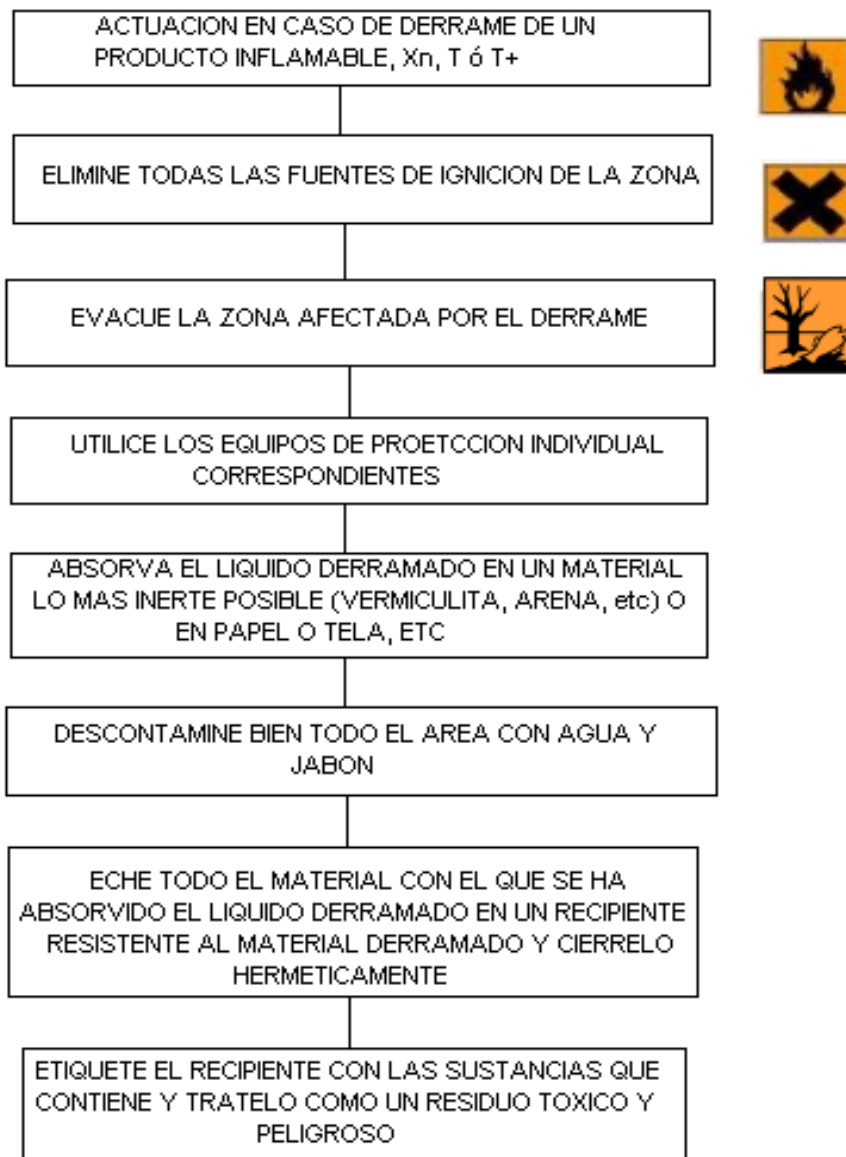 ACTUACION EN CASO DE DERRAME DE UN
PRODUCTO INFLAMABLE, Xn, T ó T+
ELIMINE TODAS LAS FUENTES DE IGNICION DE LA ZONA
EVACUE LA ZONA AFECTADA POR EL DERRAME
UTILICE LOS EQUIPOS DE PROETCCION INDIVIDUAL
CORRESPONDIENTES
ABSORVA EL LIQUIDO DERRAMADO EN UN MATERIAL
LO MAS INERTE POSIBLE (VERMICULITA, ARENA, etc) O
EN PAPEL O TELA, ETC
DESCONTAMINE BIEN TODO EL AREA CON AGUA Y
JABON
ECHE TODO EL MATERIAL CON EL QUE SE HA
ABSORVIDO EL LIQUIDO DERRAMADO EN UN RECIPIENTE
RESISTENTE AL MATERIAL DERRAMADO Y CIERRELO
HERMETICAMENTE
ETIQUETE EL RECIPIENTE CON LAS SUSTANCIAS QUE
CONTIENE Y TRATELO COMO UN RESIDUO TOXICO Y
PELIGROSO